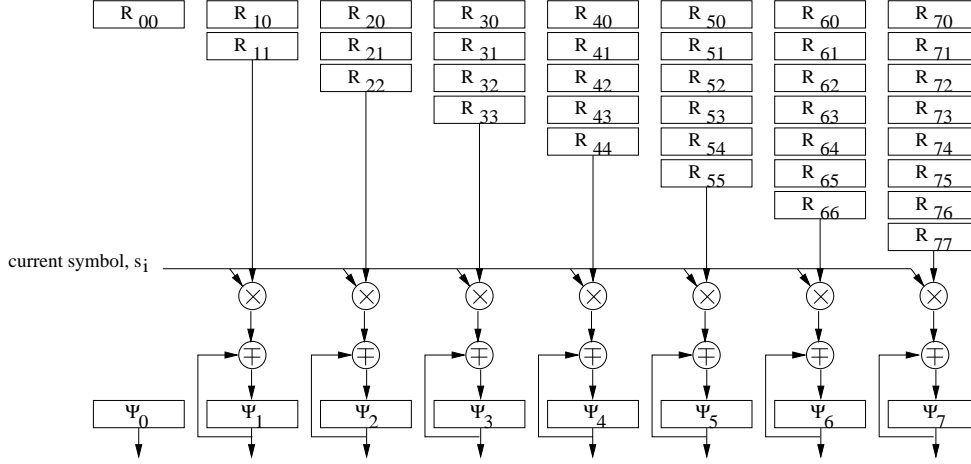 R 00 R 10 R 20 R 30 R 40 R 50 R 60 R 70
R 11 R 21 R 31 R 41 R 51 R 61 R 71
R 22 R 32 R 42 R 52 R 62 R 72
R 33 R 43 R 53 R 63 R 73
R 44 R 54 R 64 R 74
R 55 R 65 R 75
R 66 R 76
R 77
current symbol, s i
Ψ 0 Ψ 1 Ψ 2 Ψ 3 Ψ 4 Ψ 5 Ψ 6 Ψ 7